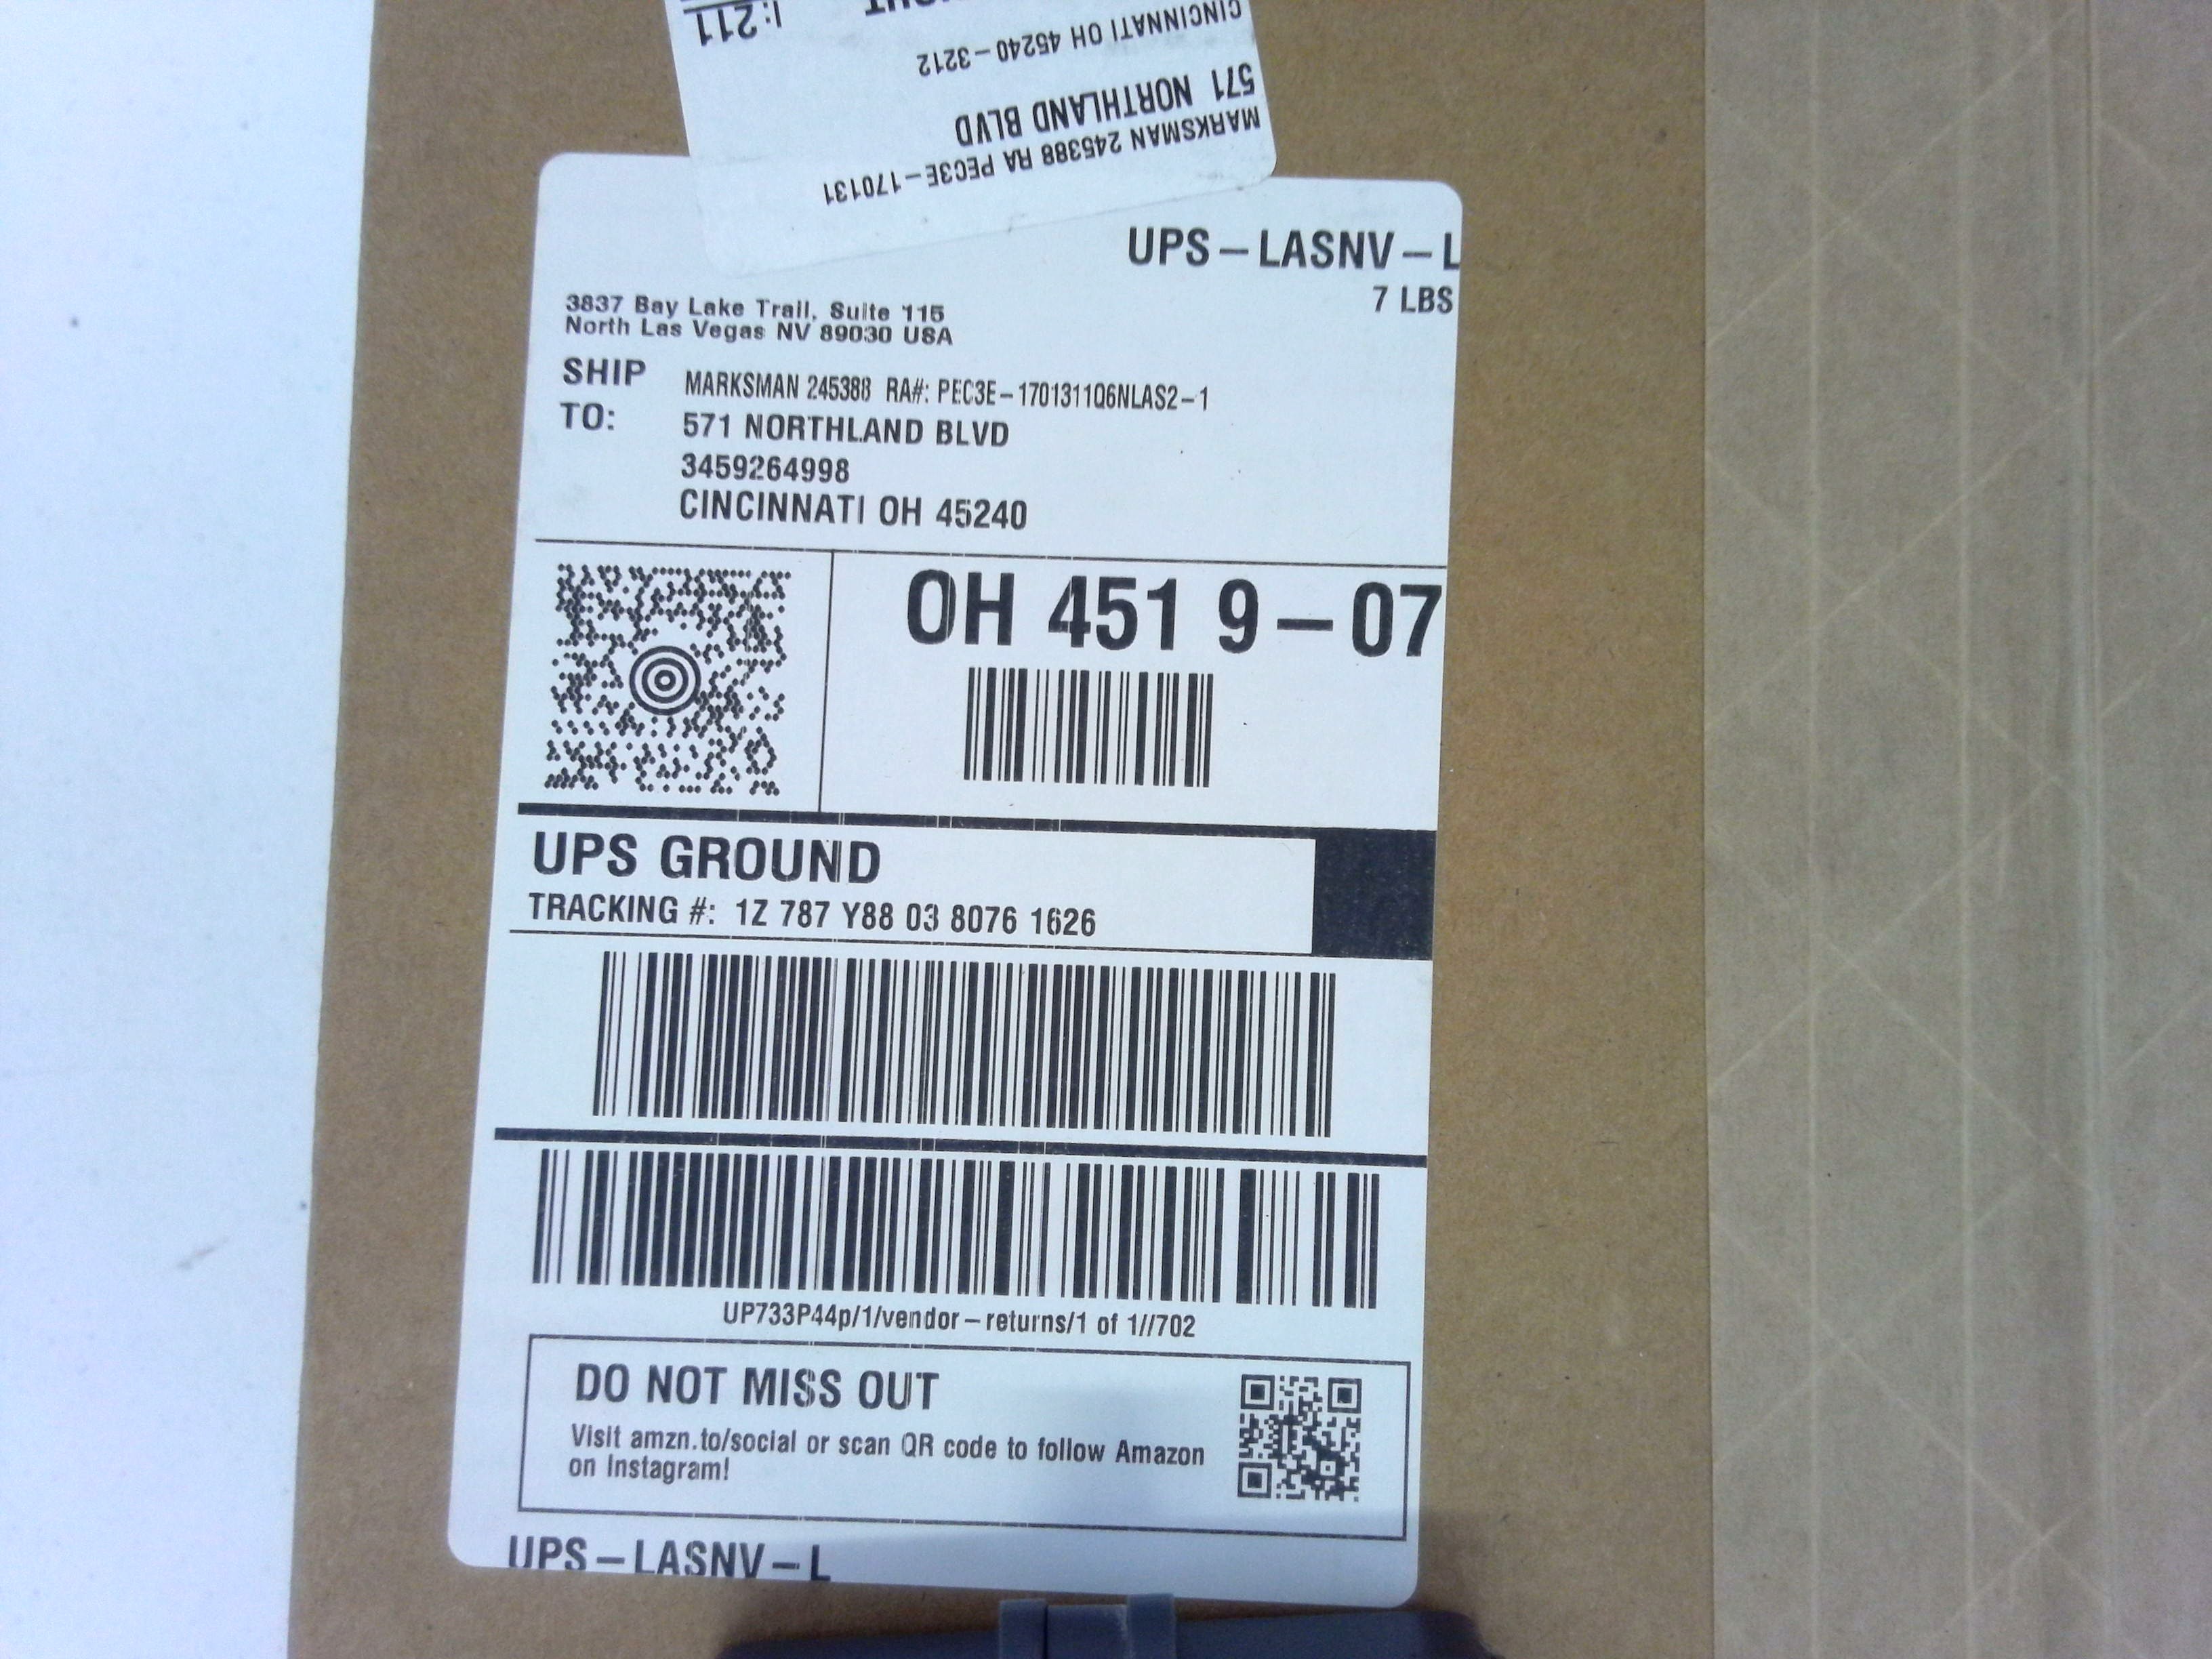 I:211
CINCINNATI OH 45240-3212
571 NORTHLAND BLVD
MARKSMAN 245388 RA PEC3E-170131
UPS-LASNV-L
7 LBS
3837 Bay Lake Trail, Suite 115
North Las Vegas NV 89030 USA
SHIP TO:
MARKSMAN 245388 RA#: PEC3E-1701311Q6NLAS2-1
571 NORTHLAND BLVD
3459264998
CINCINNATI OH 45240
OH 451 9-07
UPS GROUND
TRACKING #: 1Z 787 Y88 03 8076 1626
UP733P44p/1/vendor-returns/1 of 1//702
DO NOT MISS OUT
Visit amzn.to/social or scan QR code to follow Amazon
on Instagram!
UPS-LASNV-L